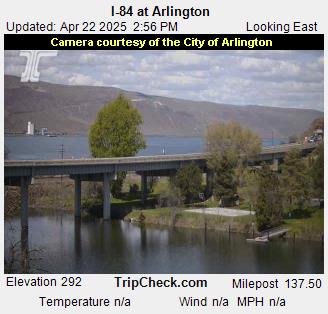 I-84 at Arlington
Updated: Apr 22 2025 2:56 PM Looking East
Camera courtesy of the City of Arlington
Elevation 292 TripCheck.com Milepost 137.50
Temperature n/a Wind n/a MPH n/a